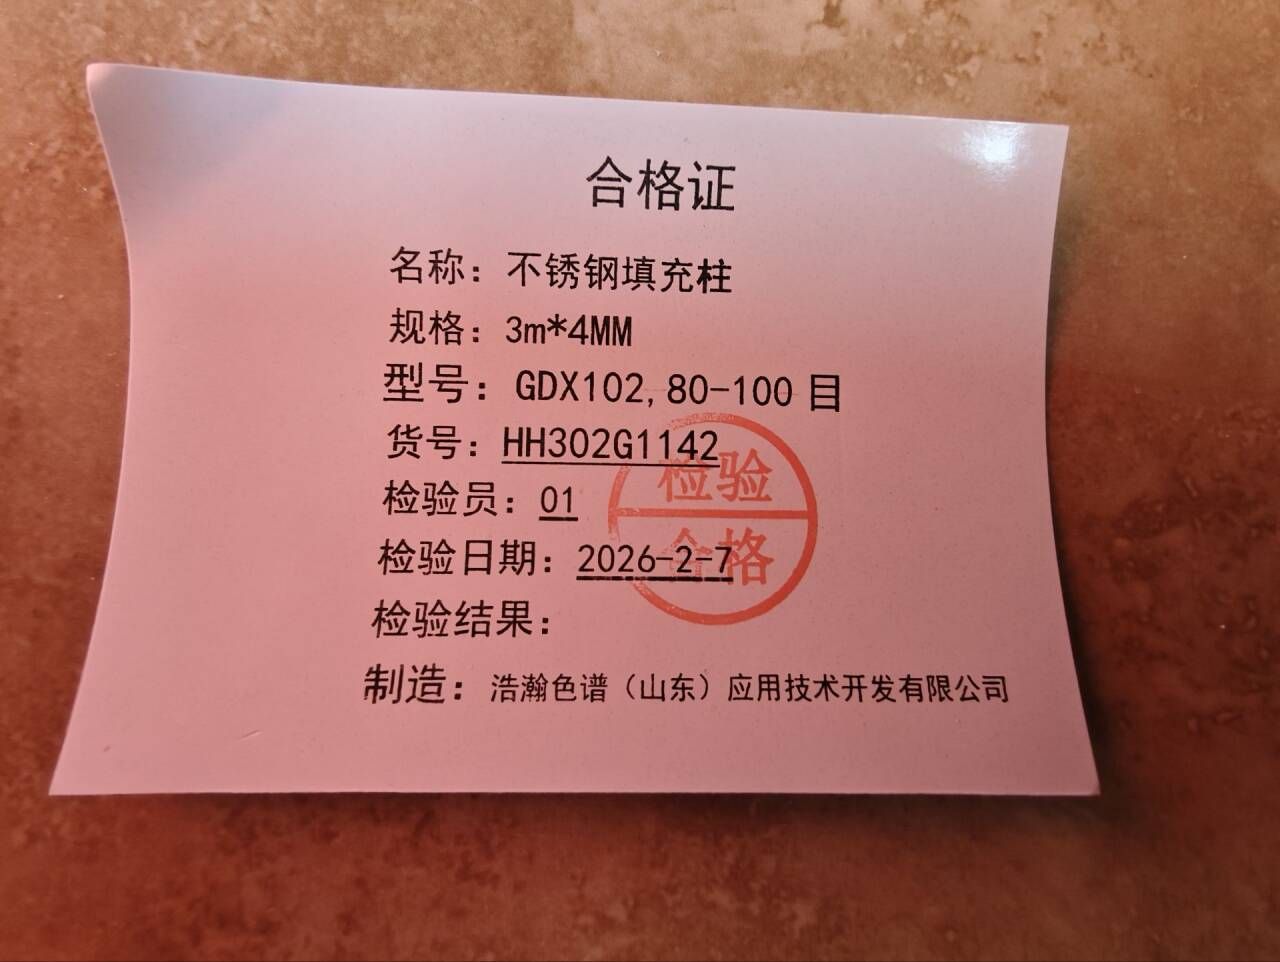 合格证
名称：不锈钢填充柱
规格：3m*4MM
型号：GDX102,80-100 目
货号：HH302G1142
检验员：01
检验日期：2026-2-7
检验结果：
制造：浩瀚色谱（山东）应用技术开发有限公司
检验
合格